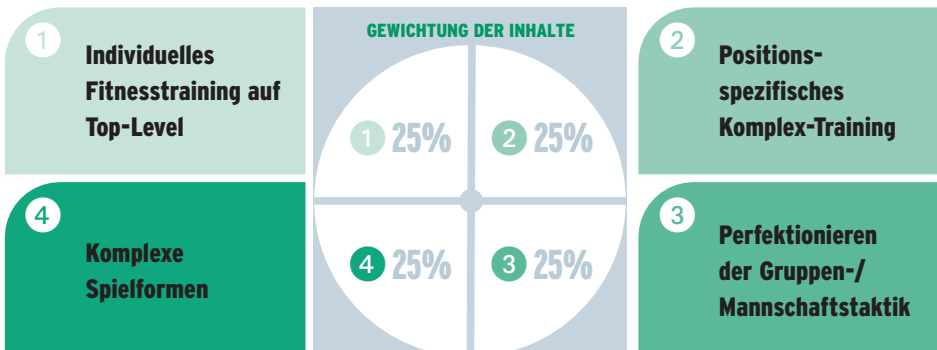 1
Individuelles
Fitnesstraining auf
Top-Level
GEWICHTUNG DER INHALTE
1 25%
2 25%
4 25%
3 25%
2
Positions-
spezifisches
Komplex-Training
4
Komplexe
Spielformen
3
Perfektionieren
der Gruppen-/
Mannschaftstaktik